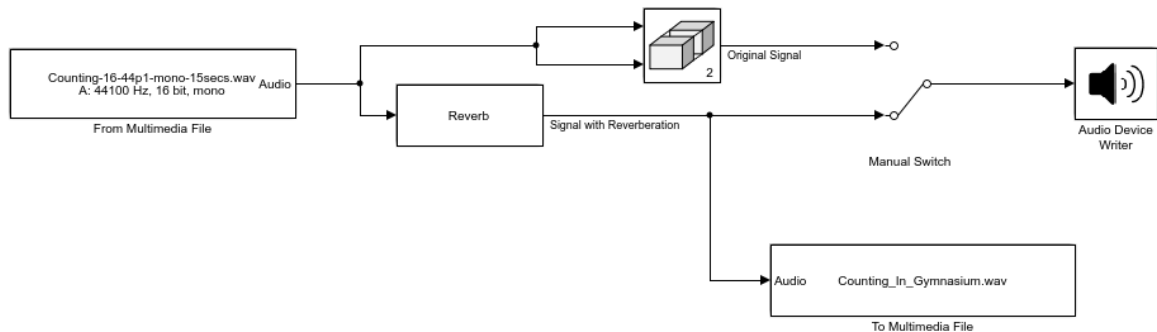 Counting-16-44p1-mono-15secs.wav
A: 44100 Hz, 16 bit, mono
Audio
From Multimedia File
2
Original Signal
Reverb
Signal with Reverberation
Manual Switch
Audio Device
Writer
Audio
Counting_In_Gymnasium.wav
To Multimedia File